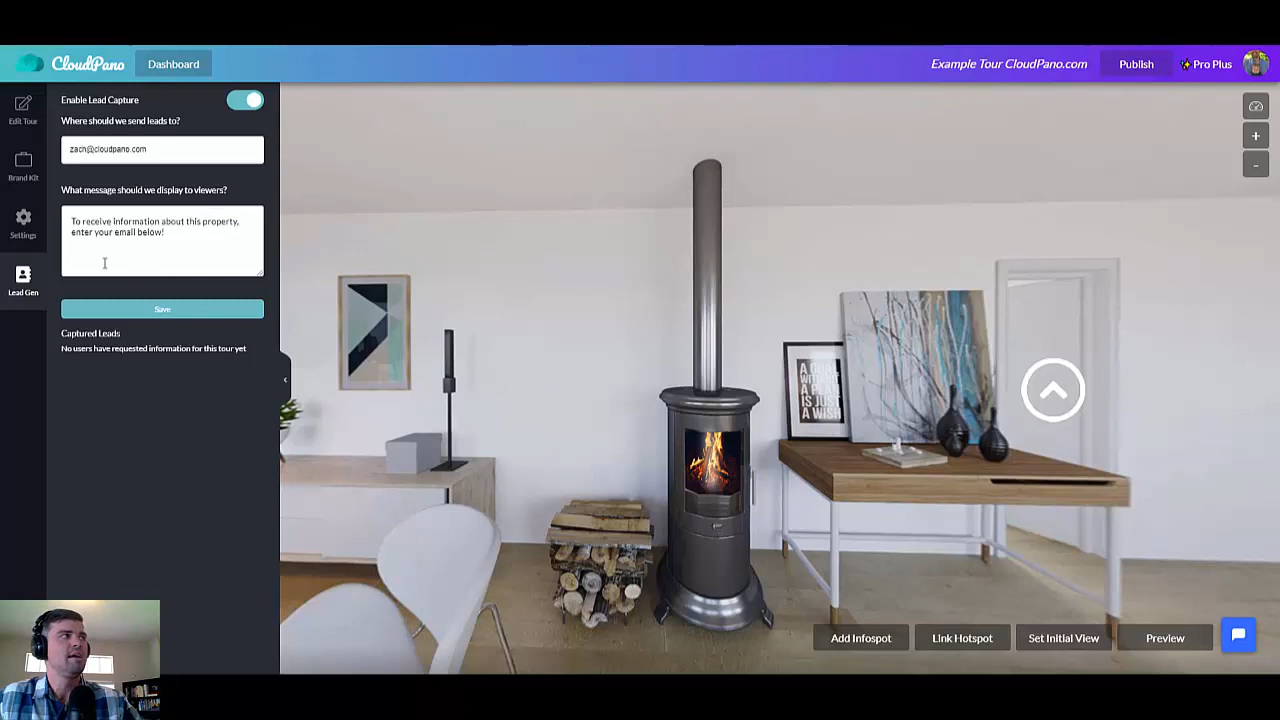 CloudPano
Dashboard
Example Tour CloudPano.com
Publish
Pro Plus
Edit Tour
Brand Kit
Settings
Lead Gen
Enable Lead Capture
Where should we send leads to?
zach@cloudpano.com
What message should we display to viewers?
To receive information about this property,
enter your email below!
Save
Captured Leads
No users have requested information for this tour yet
+
-
‹
A GOAL
WITHOUT
A PLAN
IS JUST
A WISH
Add Infospot
Link Hotspot
Set Initial View
Preview